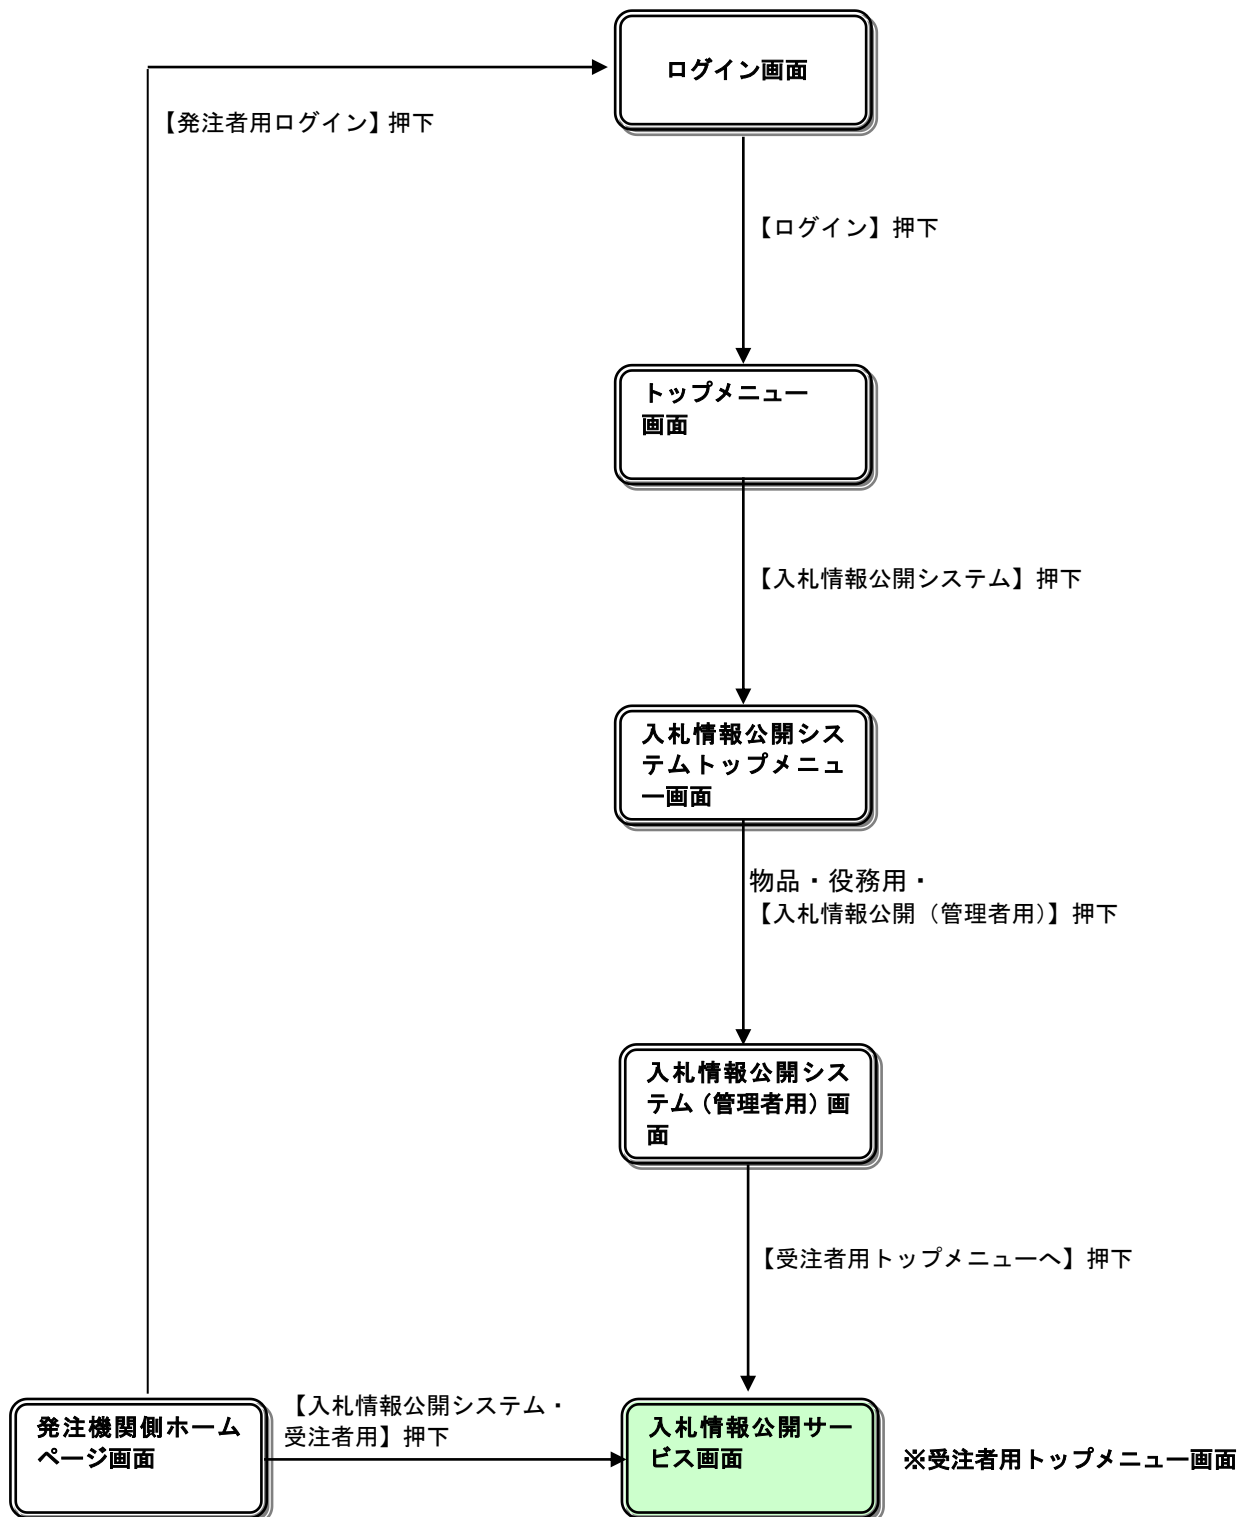 ログイン画面
【発注者用ログイン】押下
【ログイン】押下
トップメニュー
画面
【入札情報公開システム】押下
入札情報公開シス
テムトップメニュ
ー画面
物品・役務用・
【入札情報公開（管理者用）】押下
入札情報公開シス
テム（管理者用）画
面
【受注者用トップメニューへ】押下
発注機関側ホーム
ページ画面
【入札情報公開システム・
受注者用】押下
入札情報公開サー
ビス画面
※受注者用トップメニュー画面